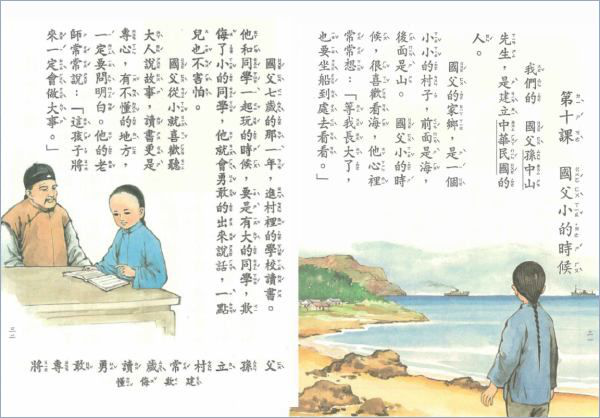 第十課　國父小的時候
我們的　國父孫中山
先生，是建立中華民國的
人。
國父的家鄉，是一個
小小的村子，前面是海，
後面是山。　國父小的時
候，很喜歡看海，他心裡
常常想：「等我長大了，
也要坐船到處去看看。」
二一
國父七歲的那一年，進村裡的學校讀書。
他和同學一起玩的時候，要是有大的同學，欺
侮了小的同學，他就會勇敢的出來說話，一點
兒也不害怕。
國父從小就喜歡聽
大人說故事，讀書更是
專心，有不懂的地方，
一定要問明白。他的老
師常常說：「這孩子將
來一定會做大事。」
父孫立村常歲讀勇敢專將
建欺侮懂
二二